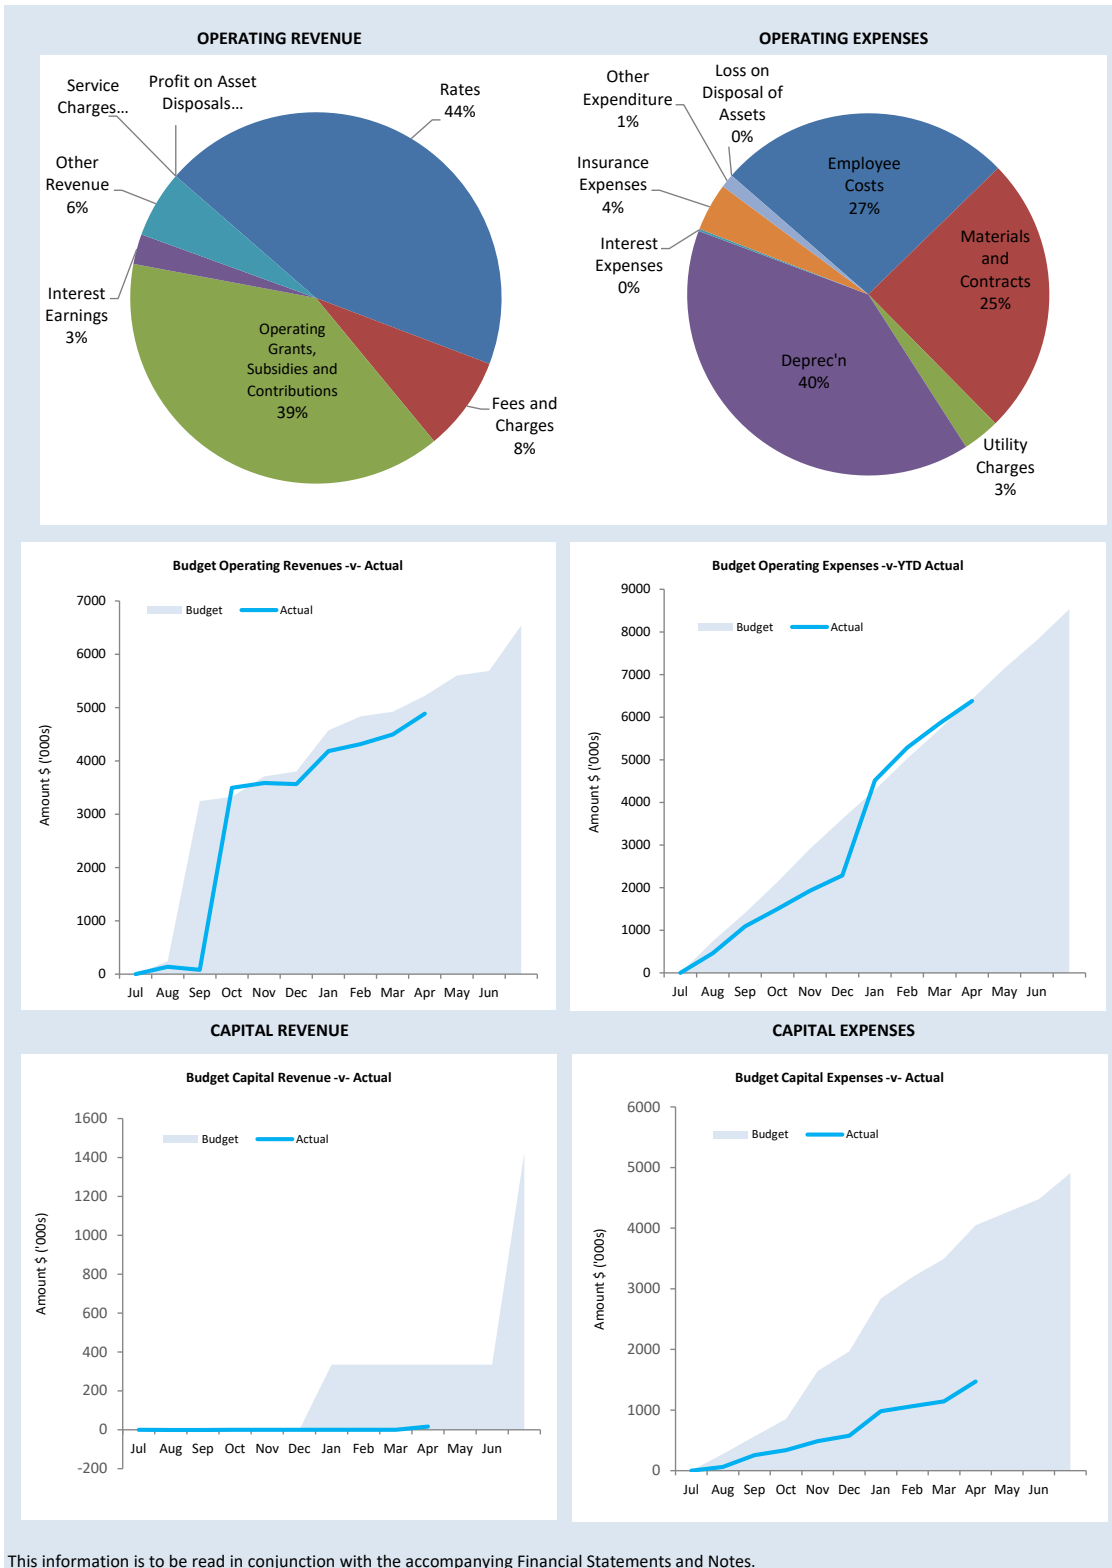 OPERATING REVENUE
OPERATING EXPENSES
Service
Charges...
Profit on Asset
Disposals...
Rates
44%
Other
Revenue
6%
Interest
Earnings
3%
Operating
Grants,
Subsidies and
Contributions
39%
Fees and
Charges
8%
Other
Expenditure
1%
Loss on
Disposal of
Assets
0%
Insurance
Expenses
4%
Interest
Expenses
0%
Employee
Costs
27%
Materials
and
Contracts
25%
Deprec'n
40%
Utility
Charges
3%
Budget Operating Revenues -v- Actual
Budget
Actual
Amount $ ('000s)
7000
6000
5000
4000
3000
2000
1000
0
Jul Aug Sep Oct Nov Dec Jan Feb Mar Apr May Jun
Budget Operating Expenses -v-YTD Actual
Budget
Actual
Amount $ ('000s)
9000
8000
7000
6000
5000
4000
3000
2000
1000
0
Jul Aug Sep Oct Nov Dec Jan Feb Mar Apr May Jun
CAPITAL REVENUE
CAPITAL EXPENSES
Budget Capital Revenue -v- Actual
Budget
Actual
Amount $ ('000s)
1600
1400
1200
1000
800
600
400
200
0
-200
Jul Aug Sep Oct Nov Dec Jan Feb Mar Apr May Jun
Budget Capital Expenses -v- Actual
Budget
Actual
Amount $ ('000s)
6000
5000
4000
3000
2000
1000
0
Jul Aug Sep Oct Nov Dec Jan Feb Mar Apr May Jun
This information is to be read in conjunction with the accompanying Financial Statements and Notes.